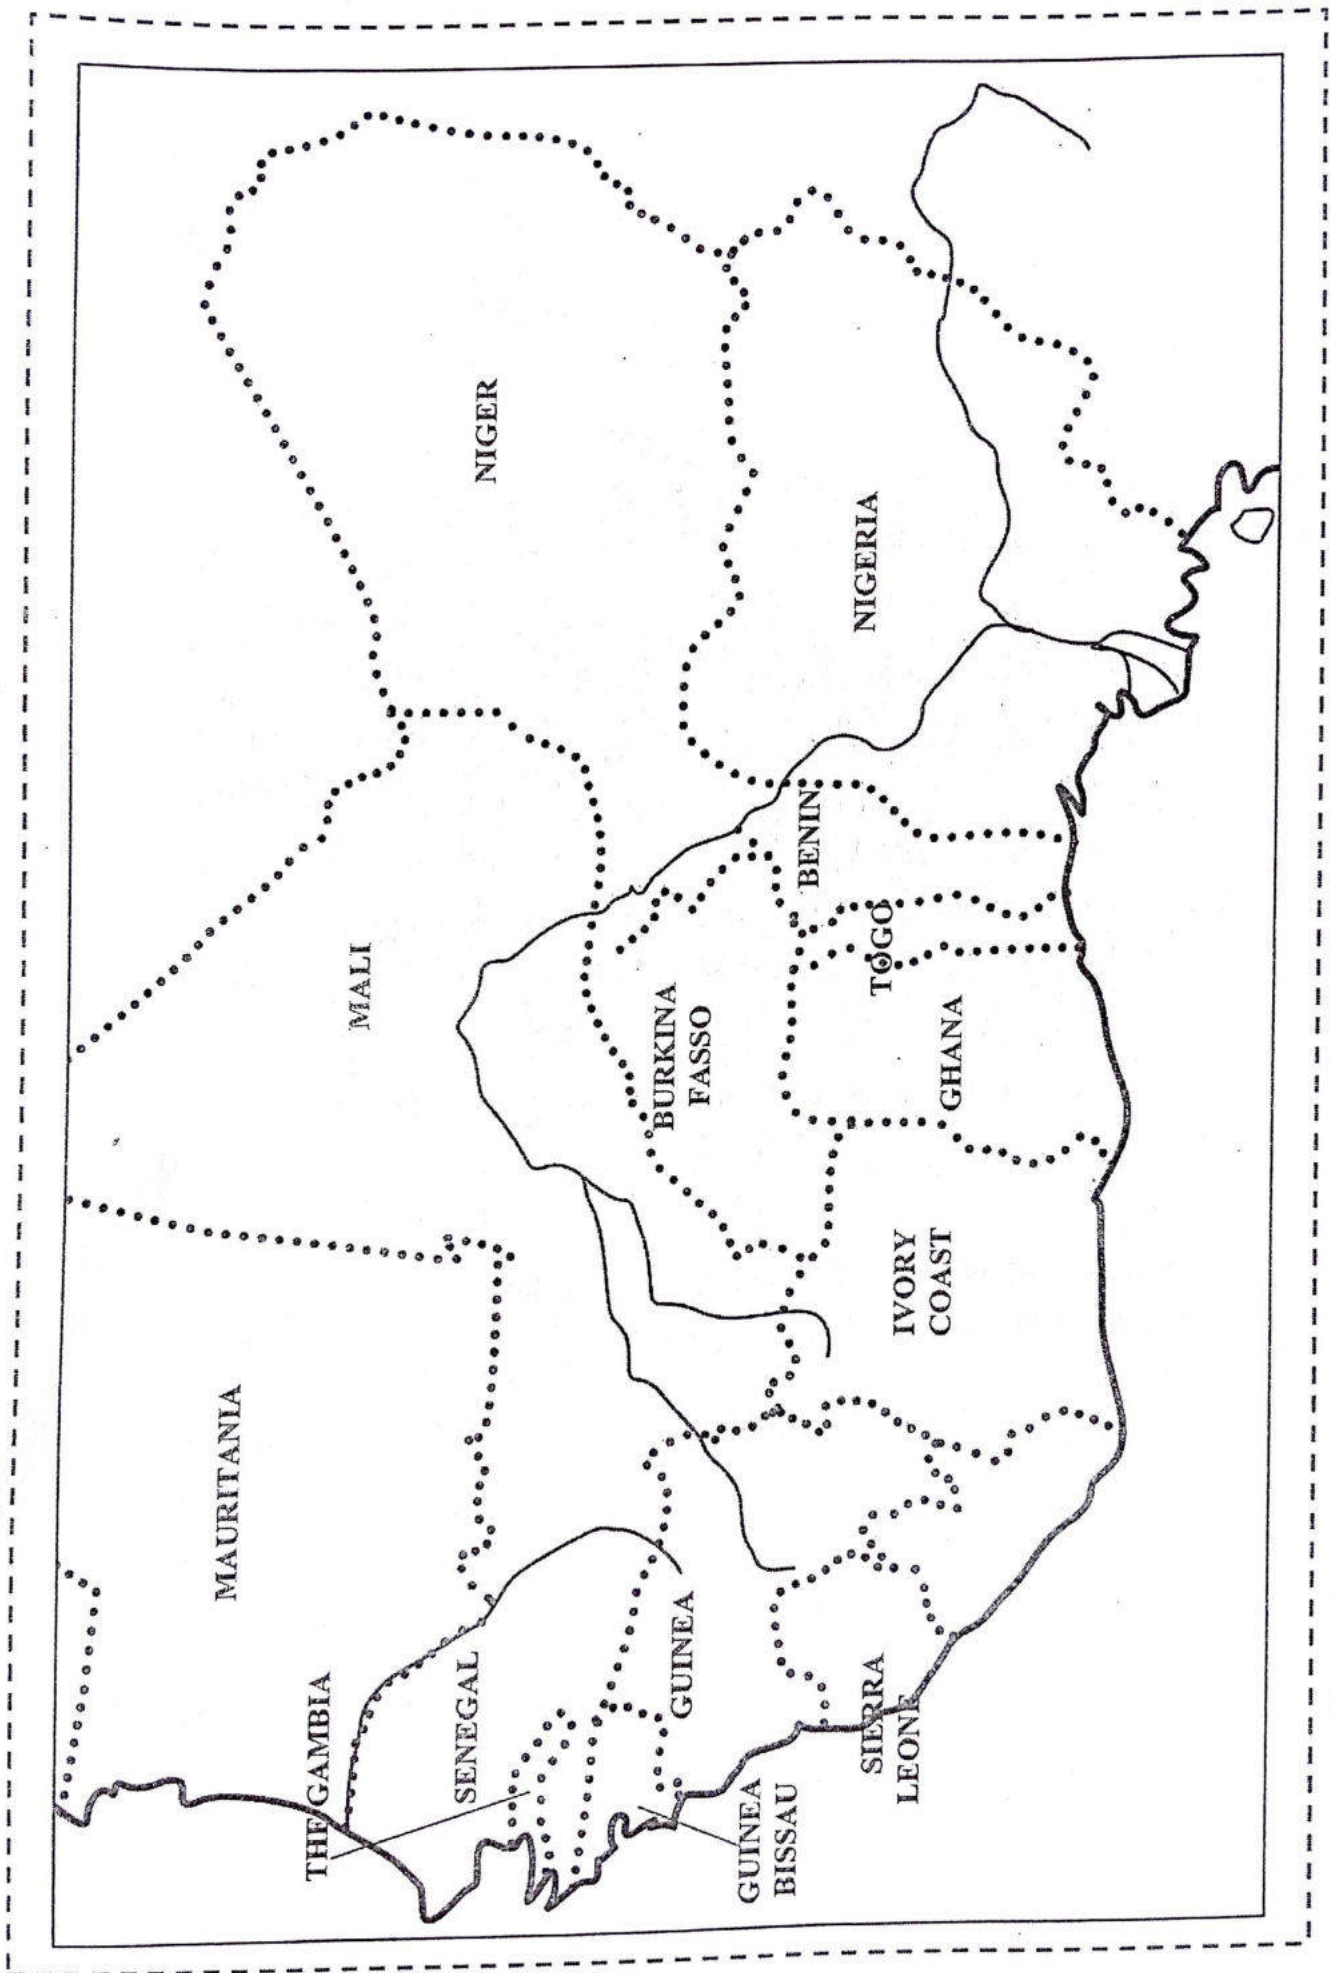 MAURITANIA
MALI
NIGER
THE GAMBIA
SENEGAL
GUINEA
GUINEA
BISSAU
SIERRA
LEONE
IVORY
COAST
BURKINA
FASSO
GHANA
TOGO
BENIN
NIGERIA